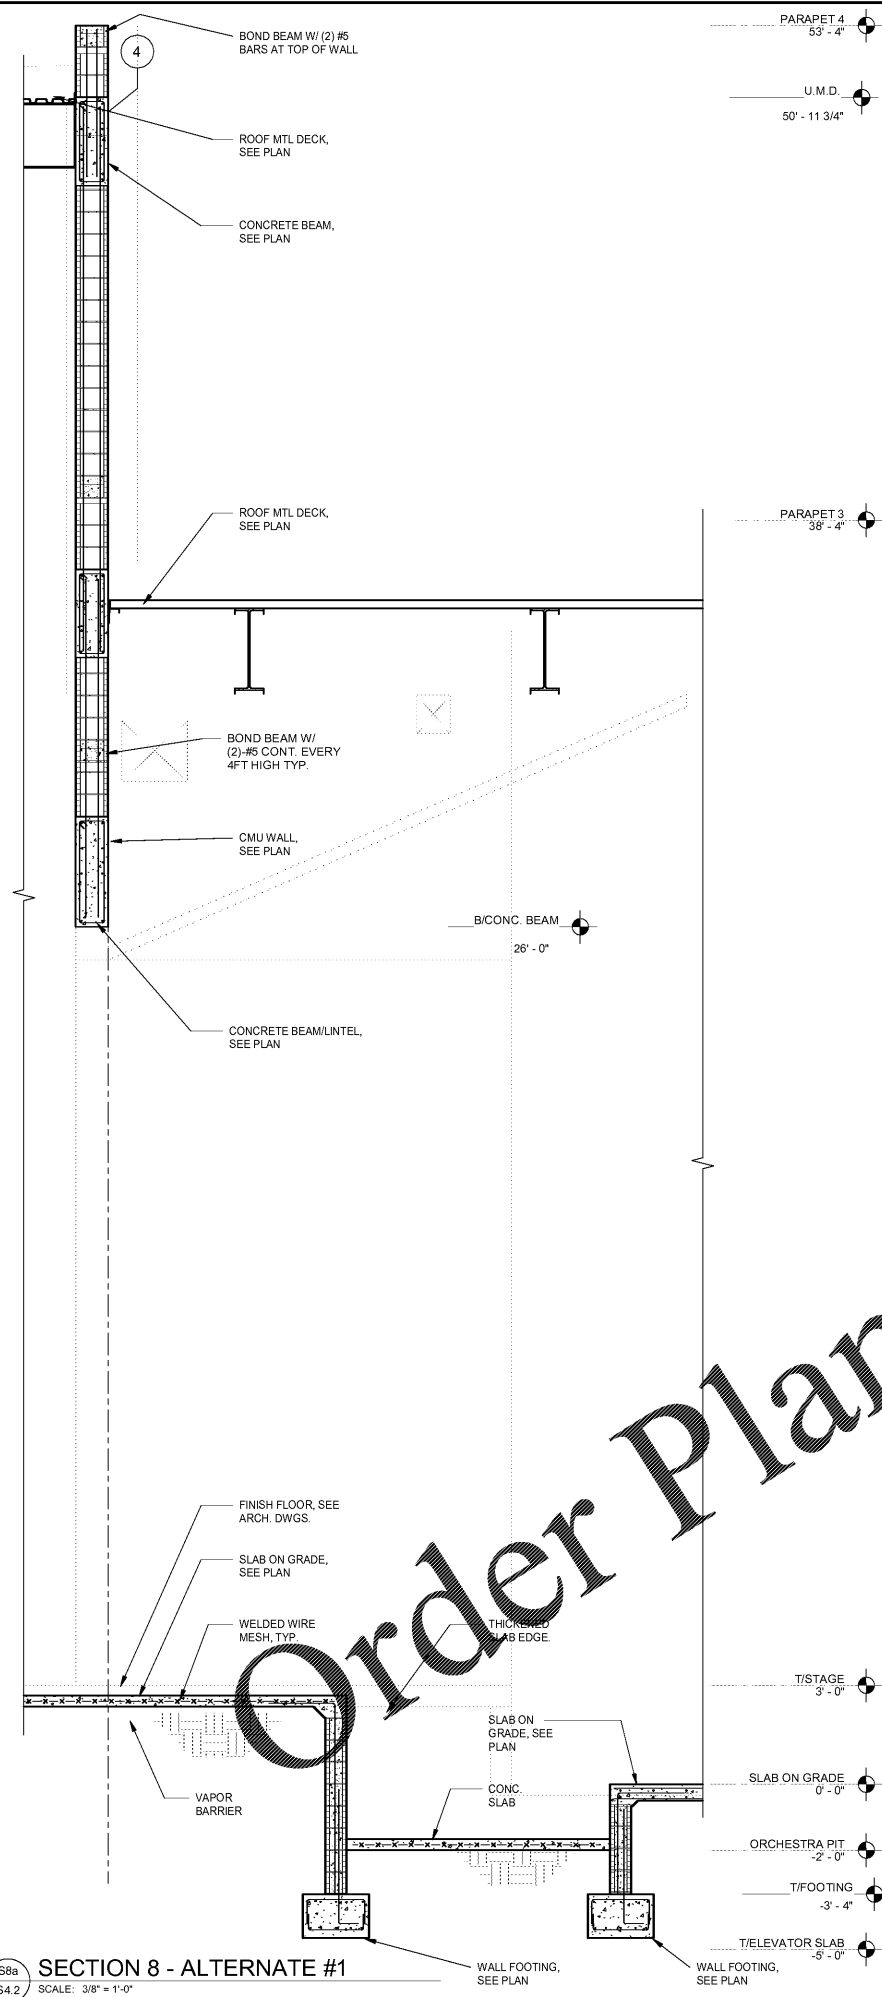 PARAPET 4
53' - 4"
BOND BEAM W/ (2) #5
BARS AT TOP OF WALL
4
U.M.D.
50' - 11 3/4"
ROOF MTL DECK,
SEE PLAN
CONCRETE BEAM,
SEE PLAN
ROOF MTL DECK,
SEE PLAN
PARAPET 3
38' - 4"
BOND BEAM W/
(2)-#5 CONT. EVERY
4FT HIGH TYP.
CMU WALL,
SEE PLAN
B/CONC. BEAM
26' - 0"
CONCRETE BEAM/LINTEL,
SEE PLAN
Order Plan
FINISH FLOOR, SEE
ARCH. DWGS.
SLAB ON GRADE,
SEE PLAN
WELDED WIRE
MESH, TYP.
THICKENED
SLAB EDGE.
T/STAGE
3' - 0"
SLAB ON
GRADE, SEE
PLAN
SLAB ON GRADE
0' - 0"
VAPOR
BARRIER
CONC.
SLAB
ORCHESTRA PIT
-2' - 0"
T/FOOTING
-3' - 4"
T/ELEVATOR SLAB
-5' - 0"
WALL FOOTING,
SEE PLAN
WALL FOOTING,
SEE PLAN
S8a
S4.2
SECTION 8 - ALTERNATE #1
SCALE: 3/8" = 1'-0"